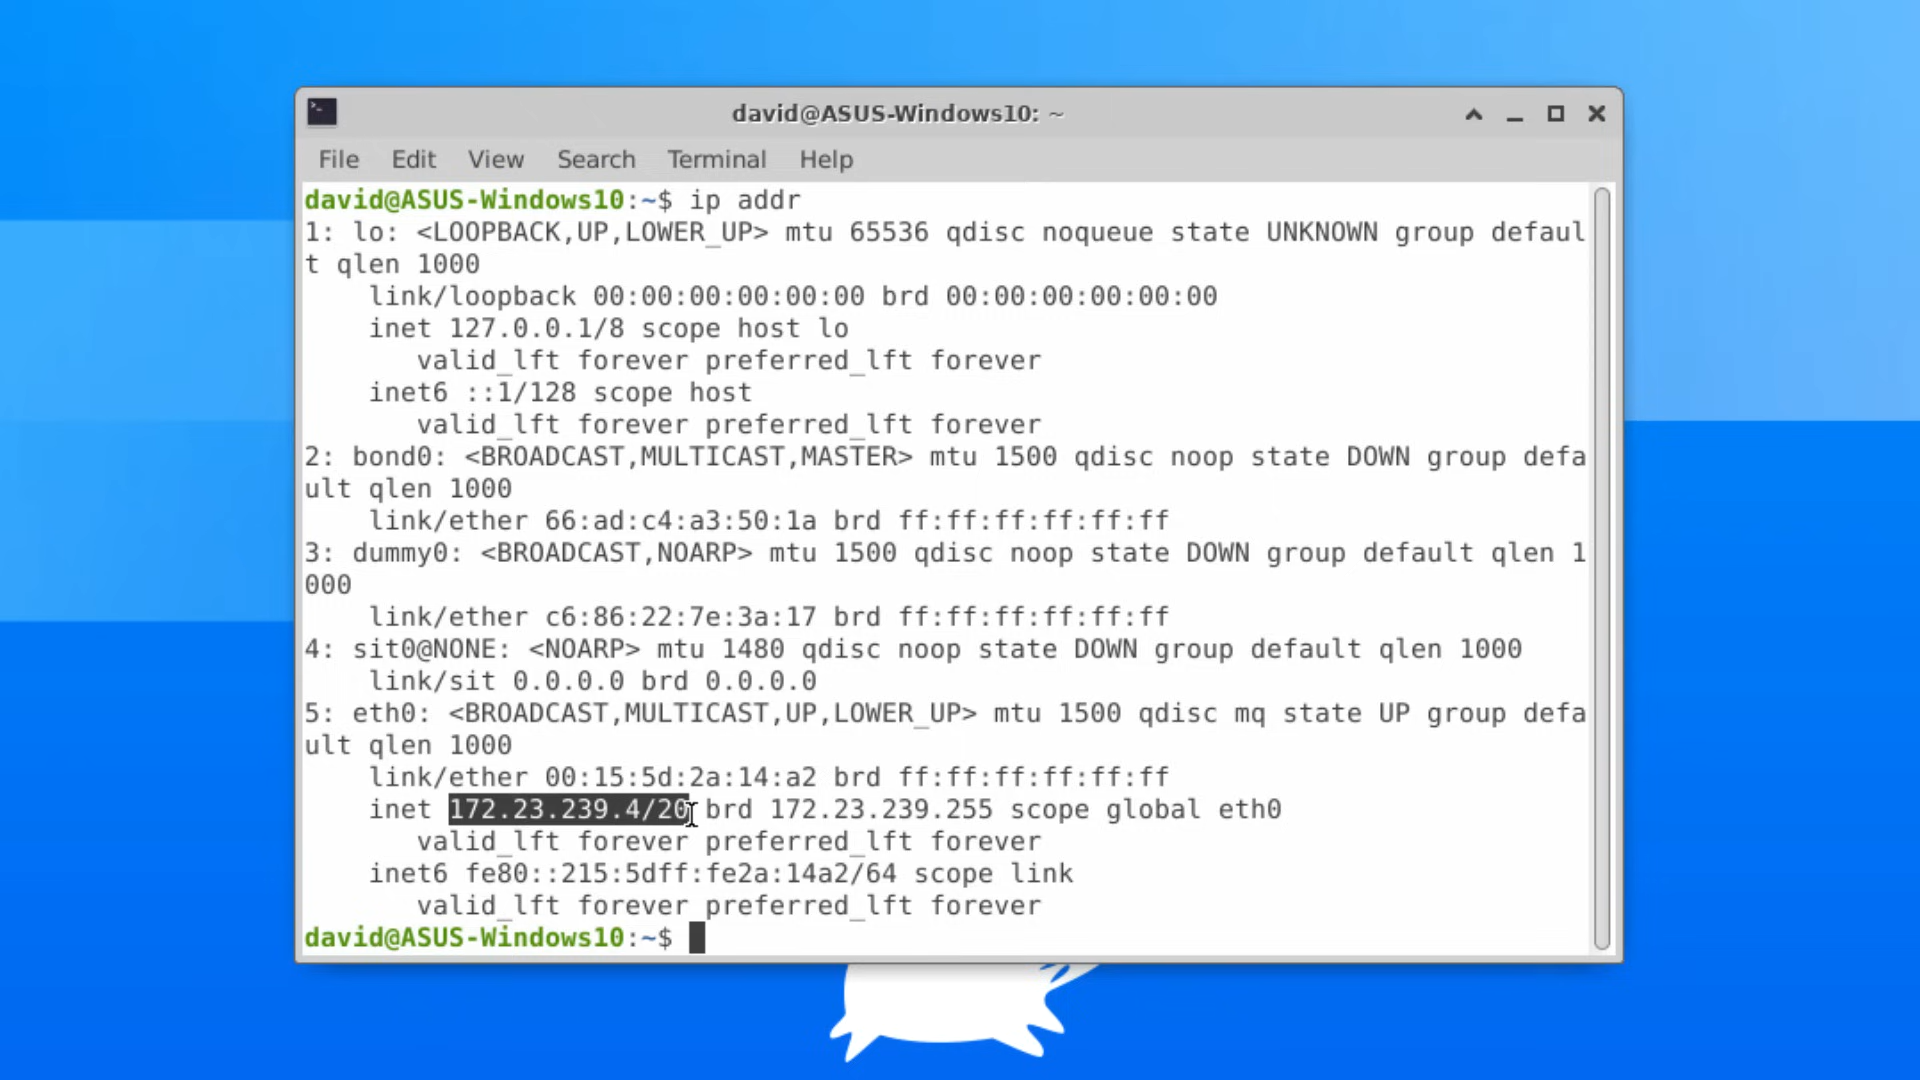 david@ASUS-Windows10: ~
File Edit View Search Terminal Help
david@ASUS-Windows10:~$ ip addr
1: lo: <LOOPBACK,UP,LOWER_UP> mtu 65536 qdisc noqueue state UNKNOWN group defaul
t qlen 1000
    link/loopback 00:00:00:00:00:00 brd 00:00:00:00:00:00
    inet 127.0.0.1/8 scope host lo
       valid_lft forever preferred_lft forever
    inet6 ::1/128 scope host
       valid_lft forever preferred_lft forever
2: bond0: <BROADCAST,MULTICAST,MASTER> mtu 1500 qdisc noop state DOWN group defa
ult qlen 1000
    link/ether 66:ad:c4:a3:50:1a brd ff:ff:ff:ff:ff:ff
3: dummy0: <BROADCAST,NOARP> mtu 1500 qdisc noop state DOWN group default qlen 1
000
    link/ether c6:86:22:7e:3a:17 brd ff:ff:ff:ff:ff:ff
4: sit0@NONE: <NOARP> mtu 1480 qdisc noop state DOWN group default qlen 1000
    link/sit 0.0.0.0 brd 0.0.0.0
5: eth0: <BROADCAST,MULTICAST,UP,LOWER_UP> mtu 1500 qdisc mq state UP group defa
ult qlen 1000
    link/ether 00:15:5d:2a:14:a2 brd ff:ff:ff:ff:ff:ff
    inet 172.23.239.4/20 brd 172.23.239.255 scope global eth0
       valid_lft forever preferred_lft forever
    inet6 fe80::215:5dff:fe2a:14a2/64 scope link
       valid_lft forever preferred_lft forever
david@ASUS-Windows10:~$